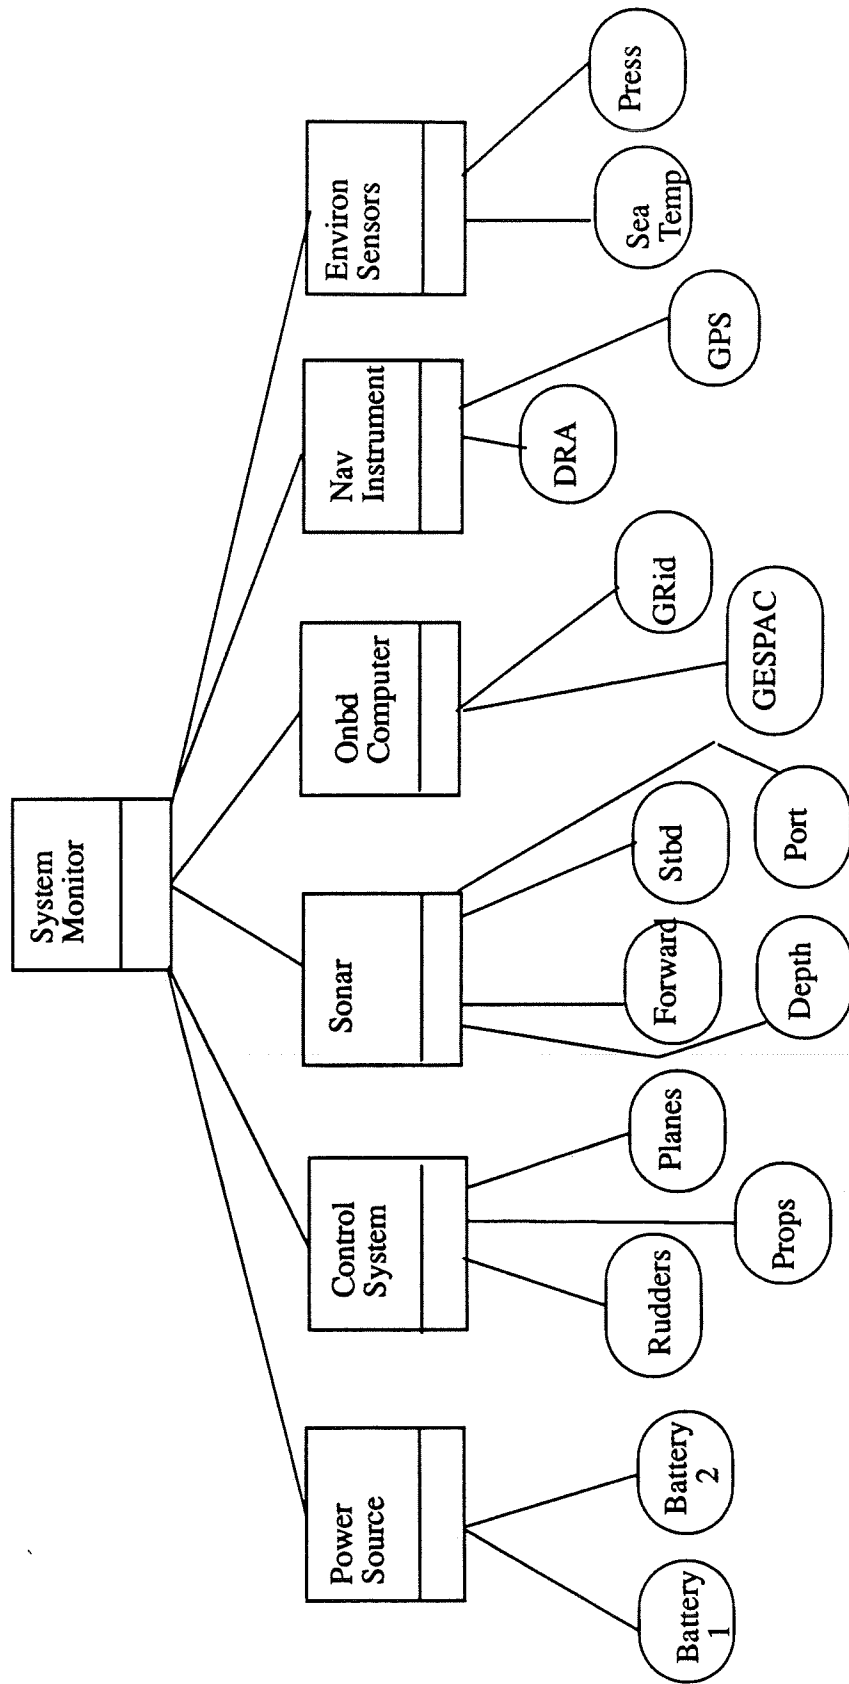 System
Monitor
Power
Source
Control
System
Sonar
Onbd
Computer
Nav
Instrument
Environ
Sensors
Battery
1
Battery
2
Rudders
Props
Planes
Depth
Forward
Stbd
Port
GESPAC
GRid
DRA
GPS
Sea
Temp
Press